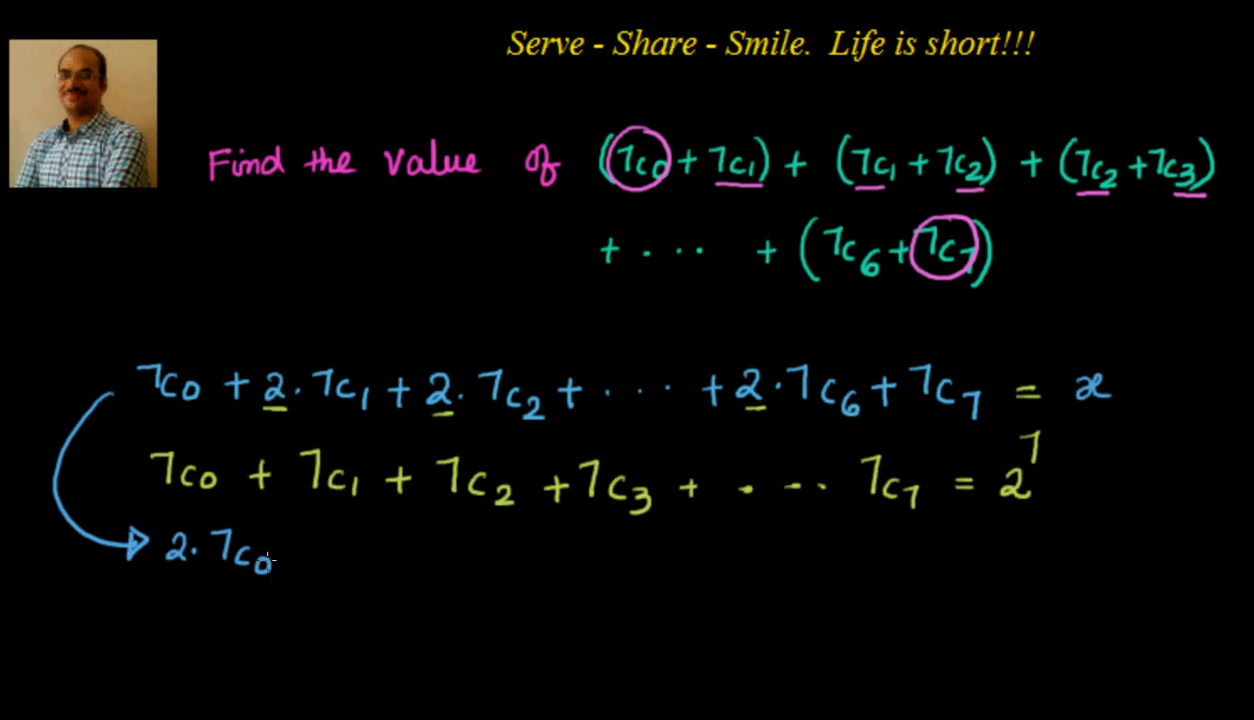 Serve - Share - Smile. Life is short!!!
Find the value of (7C0 + 7C1) + (7C1 + 7C2) + (7C2 + 7C3)
+ . . . . + (7C6 + 7C7)
7C0 + 2.7C1 + 2.7C2 + . . . . + 2.7C6 + 7C7 = x
7C0 + 7C1 + 7C2 + 7C3 + . - - . . 7C7 = 2^7
2.7C0